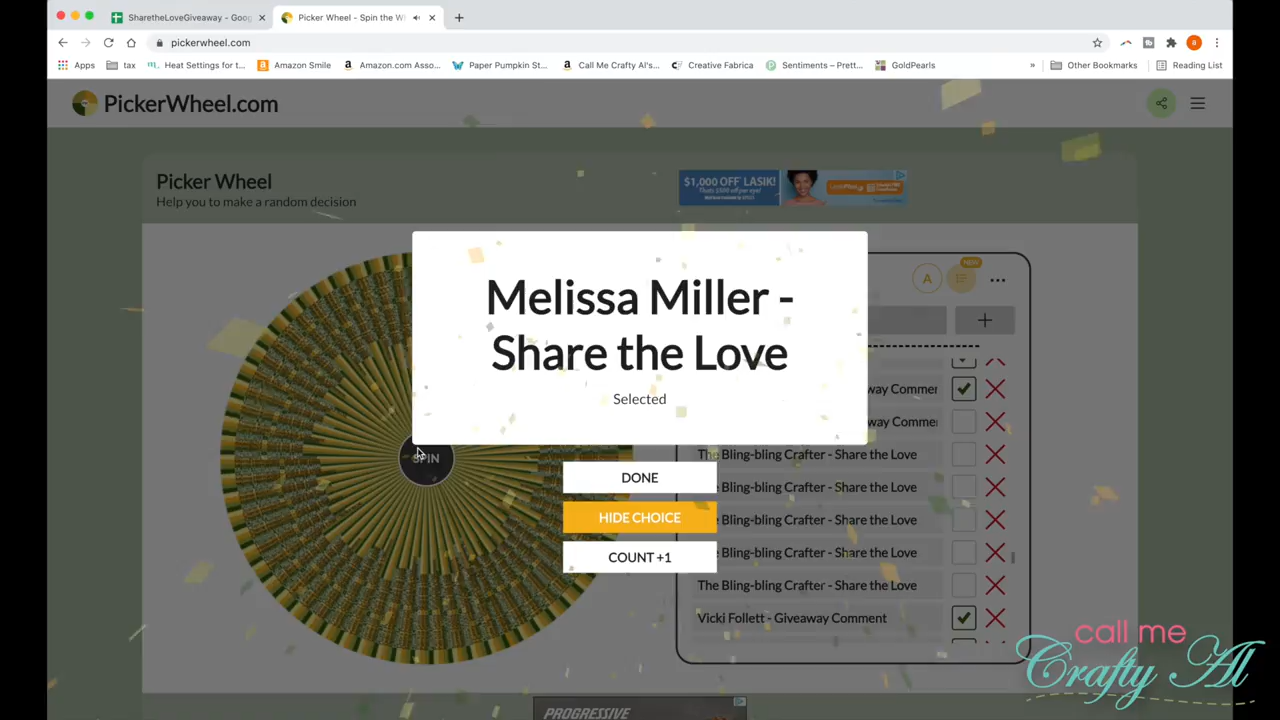 SharetheLoveGiveaway - Goog
Picker Wheel - Spin the Wh
pickerwheel.com
Apps
tax
Heat Settings for t...
Amazon Smile
Amazon.com Asso...
Paper Pumpkin St...
Call Me Crafty Al's...
Creative Fabrica
Sentiments – Prett...
GoldPearls
»
Other Bookmarks
Reading List
PickerWheel.com
Picker Wheel
Help you to make a random decision
$1,000 OFF LASIK!
NEW
A
Melissa Miller -
Share the Love
Selected
SPIN
DONE
HIDE CHOICE
COUNT +1
way Commer
way Commer
The Bling-bling Crafter - Share the Love
e Bling-bling Crafter - Share the Love
e Bling-bling Crafter - Share the Love
e Bling-bling Crafter - Share the Love
The Bling-bling Crafter - Share the Love
Vicki Follett - Giveaway Comment
call me
Crafty Al
PROGRESSIVE